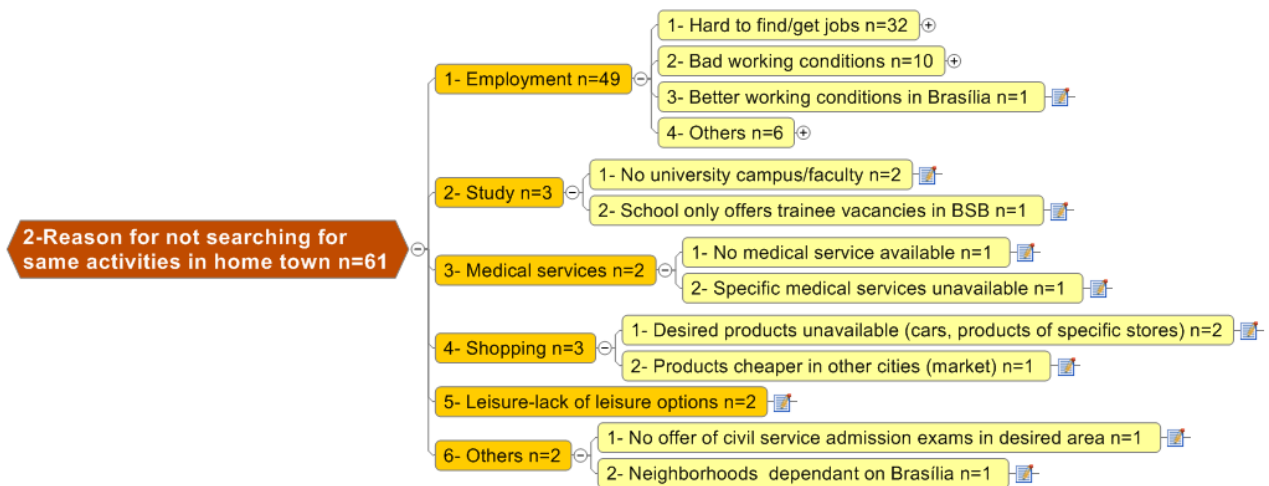 2-Reason for not searching for
same activities in home town n=61
1- Employment n=49
1- Hard to find/get jobs n=32
2- Bad working conditions n=10
3- Better working conditions in Brasília n=1
4- Others n=6
2- Study n=3
1- No university campus/faculty n=2
2- School only offers trainee vacancies in BSB n=1
3- Medical services n=2
1- No medical service available n=1
2- Specific medical services unavailable n=1
4- Shopping n=3
1- Desired products unavailable (cars, products of specific stores) n=2
2- Products cheaper in other cities (market) n=1
5- Leisure-lack of leisure options n=2
6- Others n=2
1- No offer of civil service admission exams in desired area n=1
2- Neighborhoods  dependant on Brasília n=1